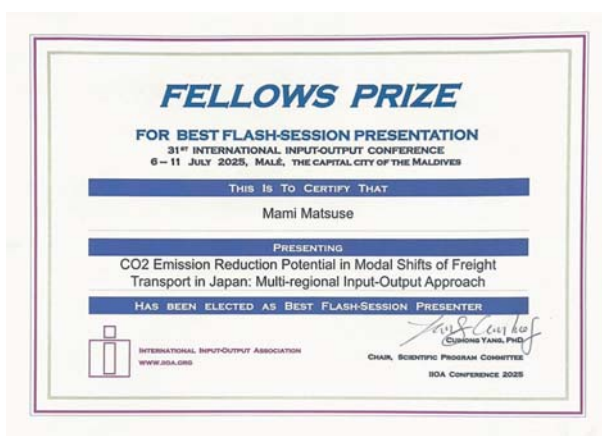 FELLOWS PRIZE
FOR BEST FLASH-SESSION PRESENTATION
31ST INTERNATIONAL INPUT-OUTPUT CONFERENCE
6 – 11 JULY 2025, MALÉ, THE CAPITAL CITY OF THE MALDIVES
THIS IS TO CERTIFY THAT
Mami Matsuse
PRESENTING
CO2 Emission Reduction Potential in Modal Shifts of Freight
Transport in Japan: Multi-regional Input-Output Approach
HAS BEEN ELECTED AS BEST FLASH-SESSION PRESENTER
INTERNATIONAL INPUT-OUTPUT ASSOCIATION
WWW.IIOA.ORG
CUIHONG YANG, PHD
CHAIR, SCIENTIFIC PROGRAM COMMITTEE
IIOA CONFERENCE 2025